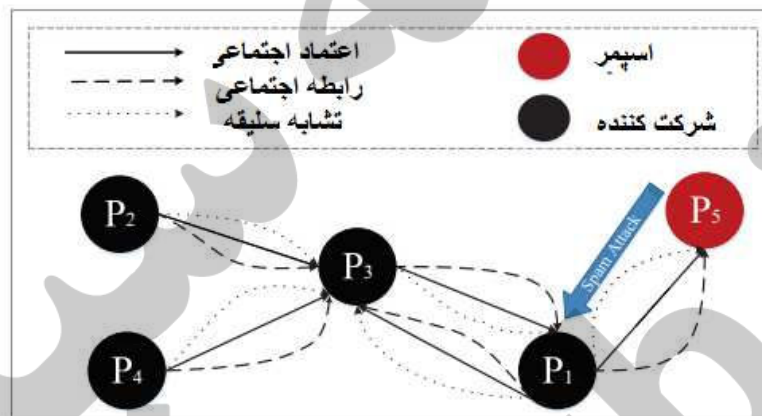 اعتماد اجتماعی
رابطه اجتماعی
تشابه سلیقه
اسپمر
شرکت کننده
P2
P3
P4
P1
P5
Spam Attack